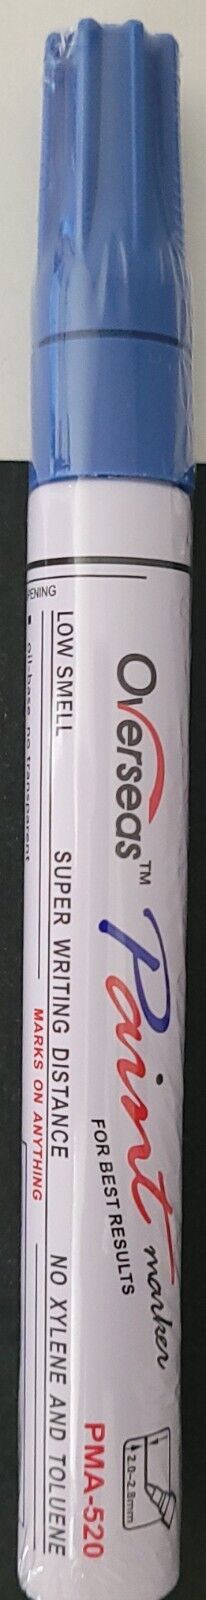 Overseas™ Paint marker
FOR BEST RESULTS
2.0-2.8mm
PMA-520
LOW SMELL SUPER WRITING DISTANCE NO XYLENE AND TOLUENE
MARKS ON ANYTHING
PENING
oil-base no transparent